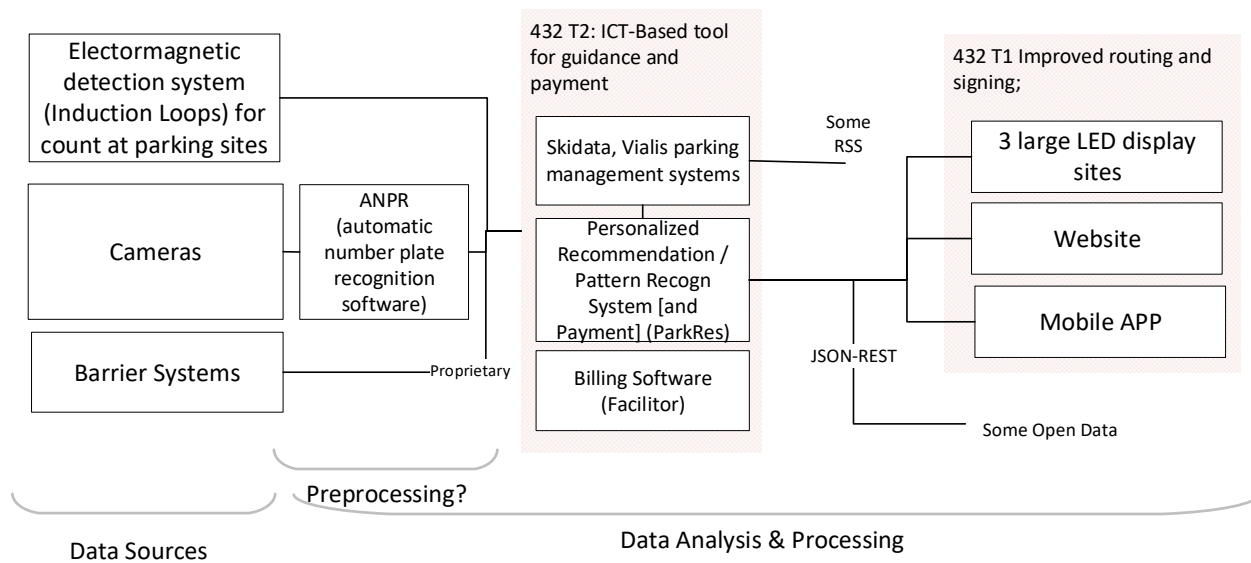 Electormagnetic
detection system
(Induction Loops) for
count at parking sites
Cameras
ANPR
(automatic
number plate
recognition
software)
Barrier Systems
Proprietary
432 T2: ICT-Based tool
for guidance and
payment
Skidata, Vialis parking
management systems
Personalized
Recommendation /
Pattern Recogn
System [and
Payment] (ParkRes)
Billing Software
(Facilitor)
Some
RSS
JSON-REST
Some Open Data
432 T1 Improved routing and
signing;
3 large LED display
sites
Website
Mobile APP
Preprocessing?
Data Sources
Data Analysis & Processing